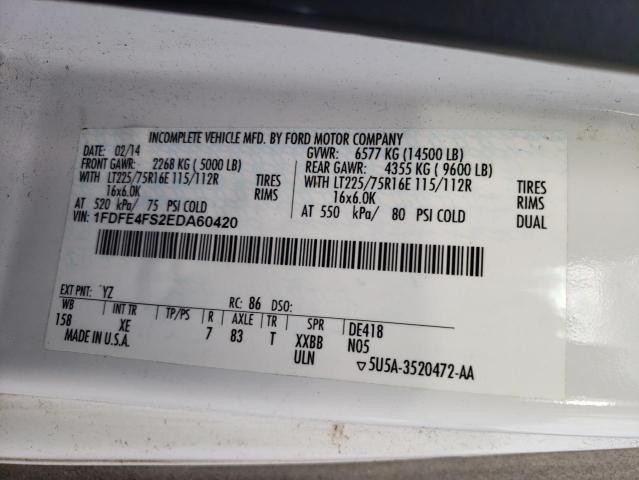 INCOMPLETE VEHICLE MFD. BY FORD MOTOR COMPANY
DATE: 02/14 GVWR: 6577 KG (14500 LB)
FRONT GAWR: 2268 KG (5000 LB) REAR GAWR: 4355 KG (9600 LB)
WITH LT225/75R16E 115/112R TIRES WITH LT225/75R16E 115/112R TIRES
16x6.0K RIMS 16x6.0K RIMS
AT 520 kPa/ 75 PSI COLD AT 550 kPa/ 80 PSI COLD DUAL
VIN: 1FDFE4FS2EDA60420
EXT PNT: YZ RC: 86 DSO:
WB INT TR TP/PS R AXLE TR SPR DE418
158 XE 7 83 T XXBB N05
MADE IN U.S.A. ULN ▽5U5A-3520472-AA